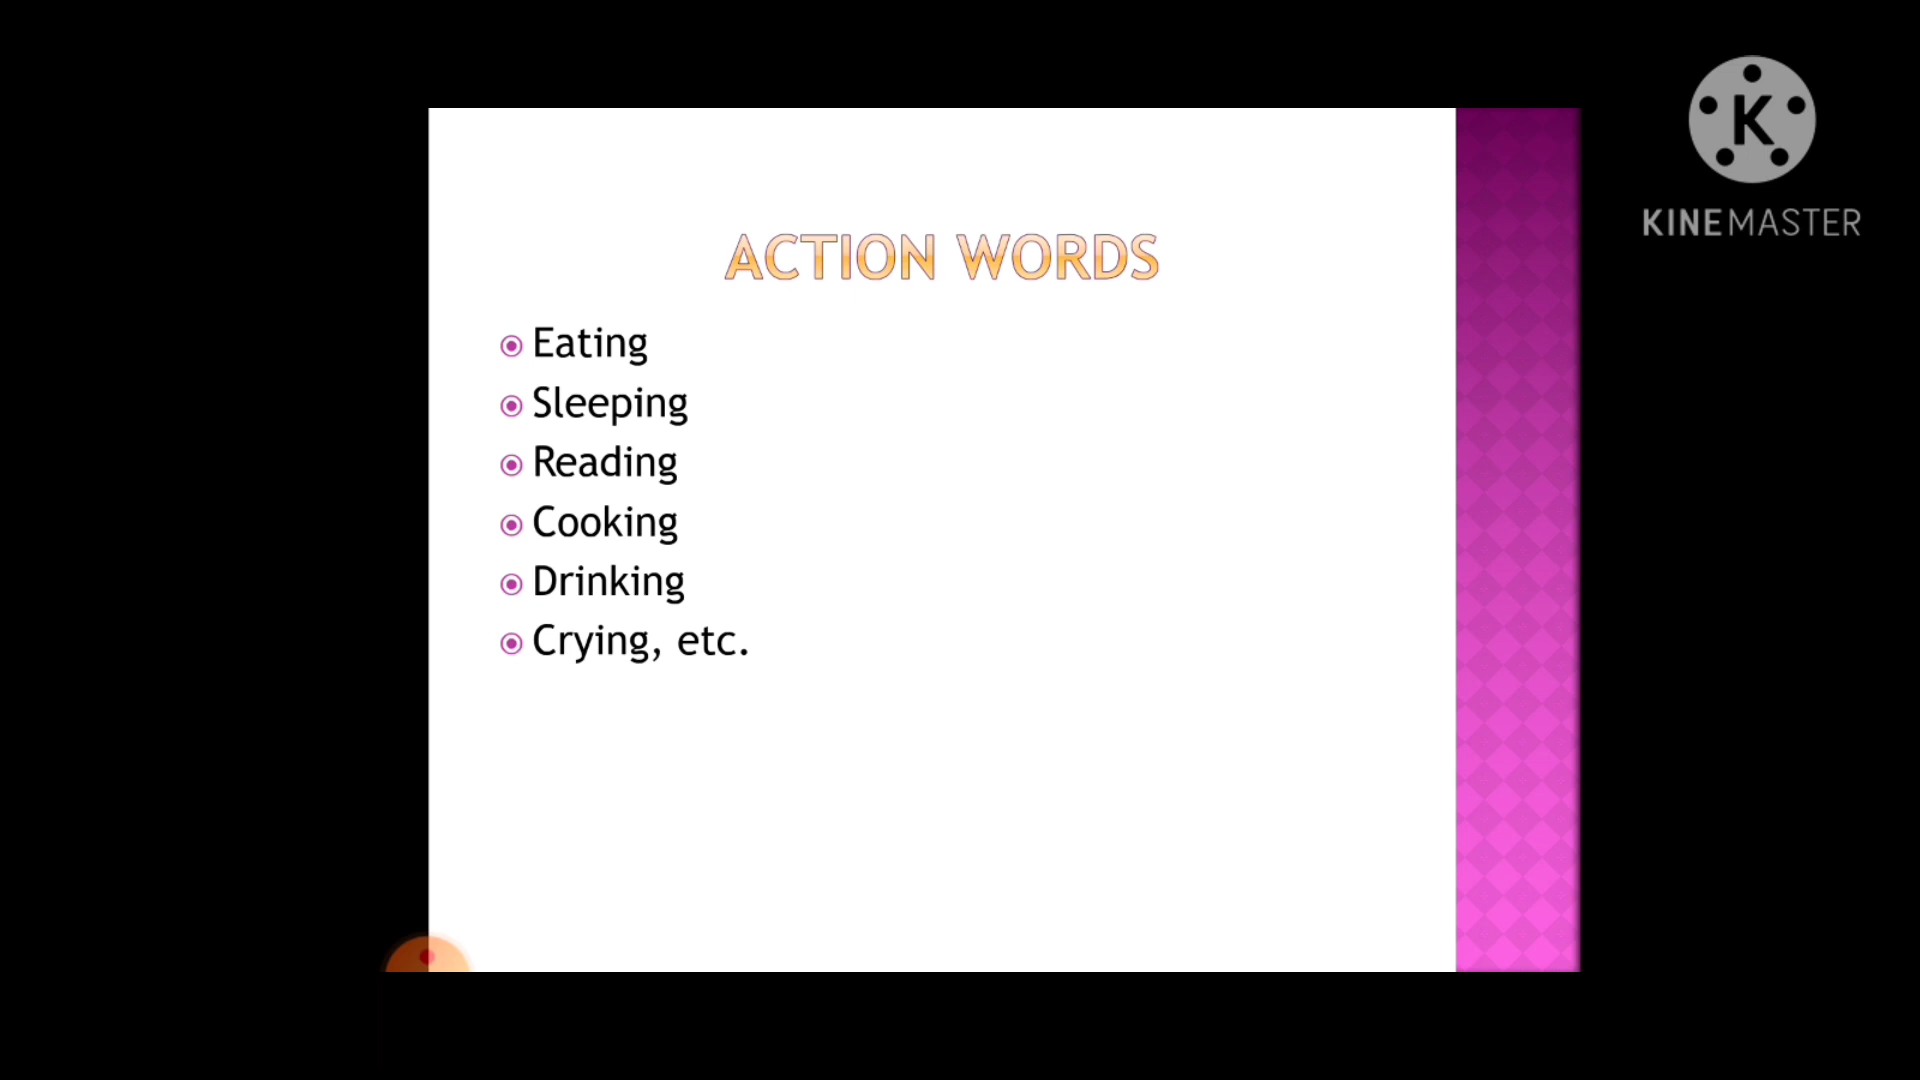 K
KINEMASTER
ACTION WORDS
Eating
Sleeping
Reading
Cooking
Drinking
Crying, etc.